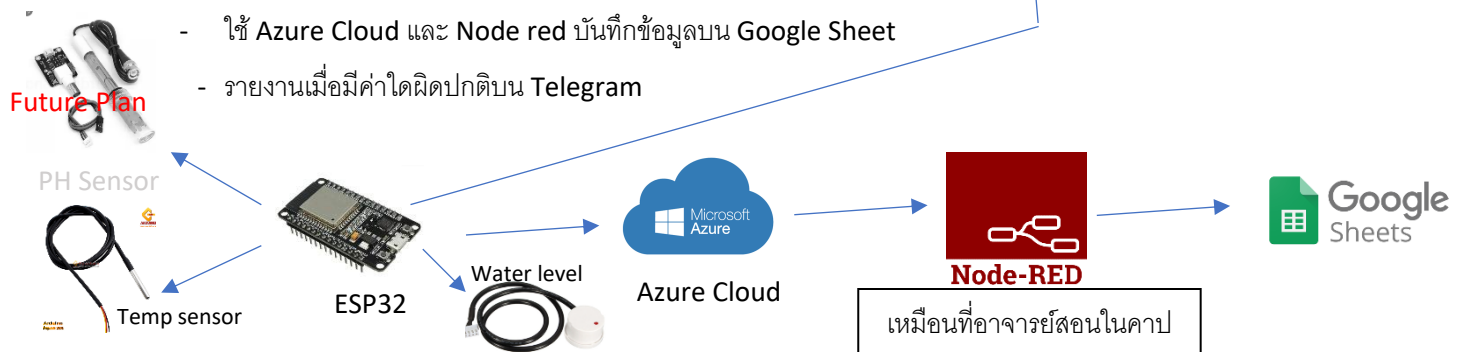 - ใช้ Azure Cloud และ Node red บันทึกข้อมูลบน Google Sheet
- รายงานเมื่อมีค่าใดผิดปกติบน Telegram
Future Plan
PH Sensor
Temp sensor
ESP32
Water level
Microsoft
Azure
Azure Cloud
Node-RED
เหมือนที่อาจารย์สอนในคาป
Google
Sheets